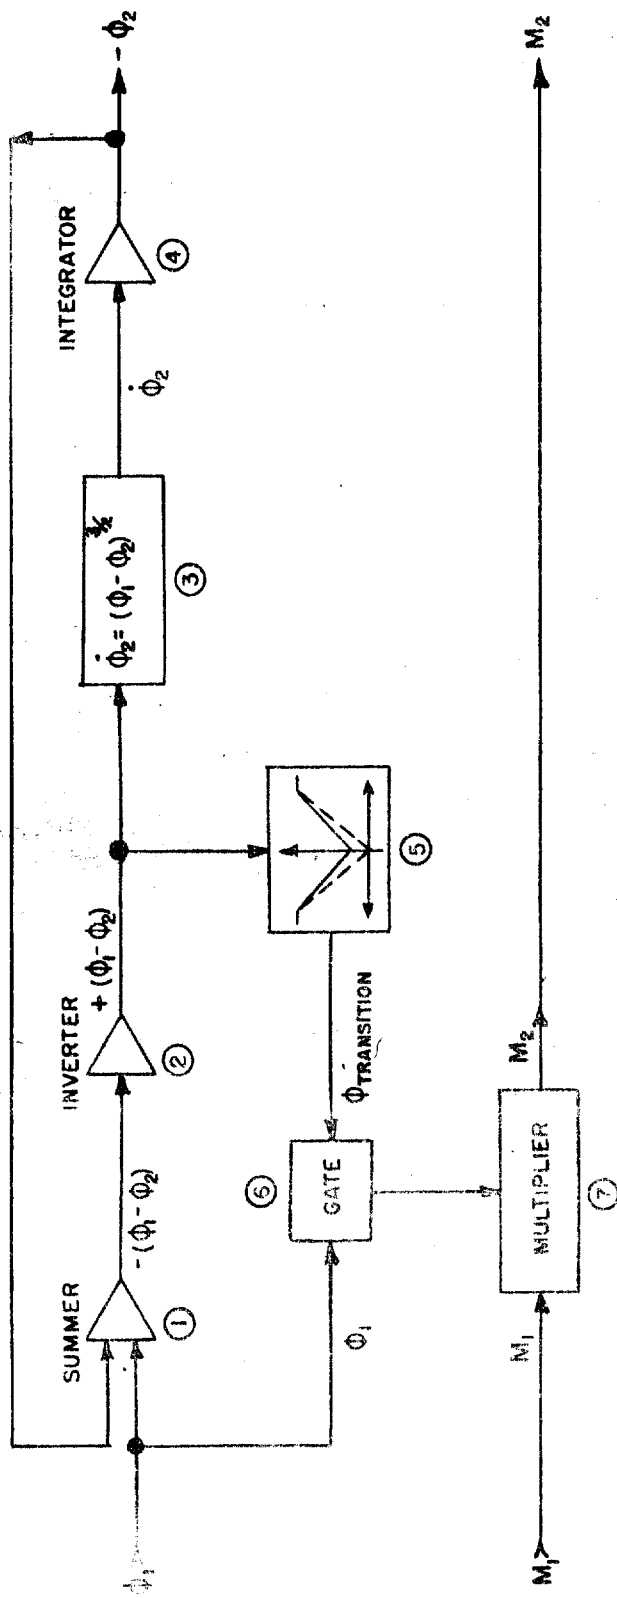 Φ₁
SUMMER
①
-(Φ₁-Φ₂)
INVERTER
②
+(Φ₁-Φ₂)
Φ̇₂=(Φ₁-Φ₂)^3/2
③
Φ̇₂
INTEGRATOR
④
-Φ₂
⑤
Φ TRANSITION
⑥
GATE
Φ₁
M₁
M₁
MULTIPLIER
⑦
M₂
M₂